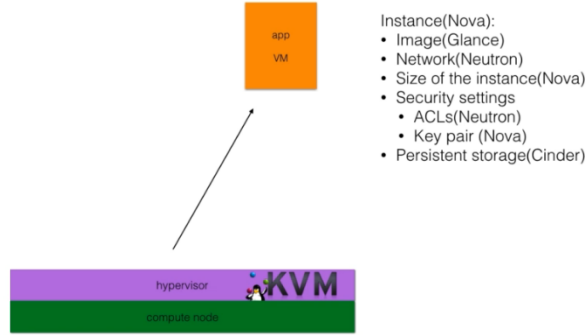 app
VM
Instance(Nova):
• Image(Glance)
• Network(Neutron)
• Size of the instance(Nova)
• Security settings
• ACLs(Neutron)
• Key pair (Nova)
• Persistent storage(Cinder)
hypervisor
KVM
compute node